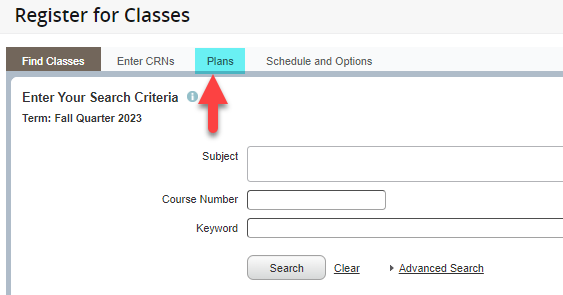 Register for Classes
Find Classes Enter CRNs Plans Schedule and Options
Enter Your Search Criteria
Term: Fall Quarter 2023
Subject
Course Number
Keyword
Search Clear Advanced Search